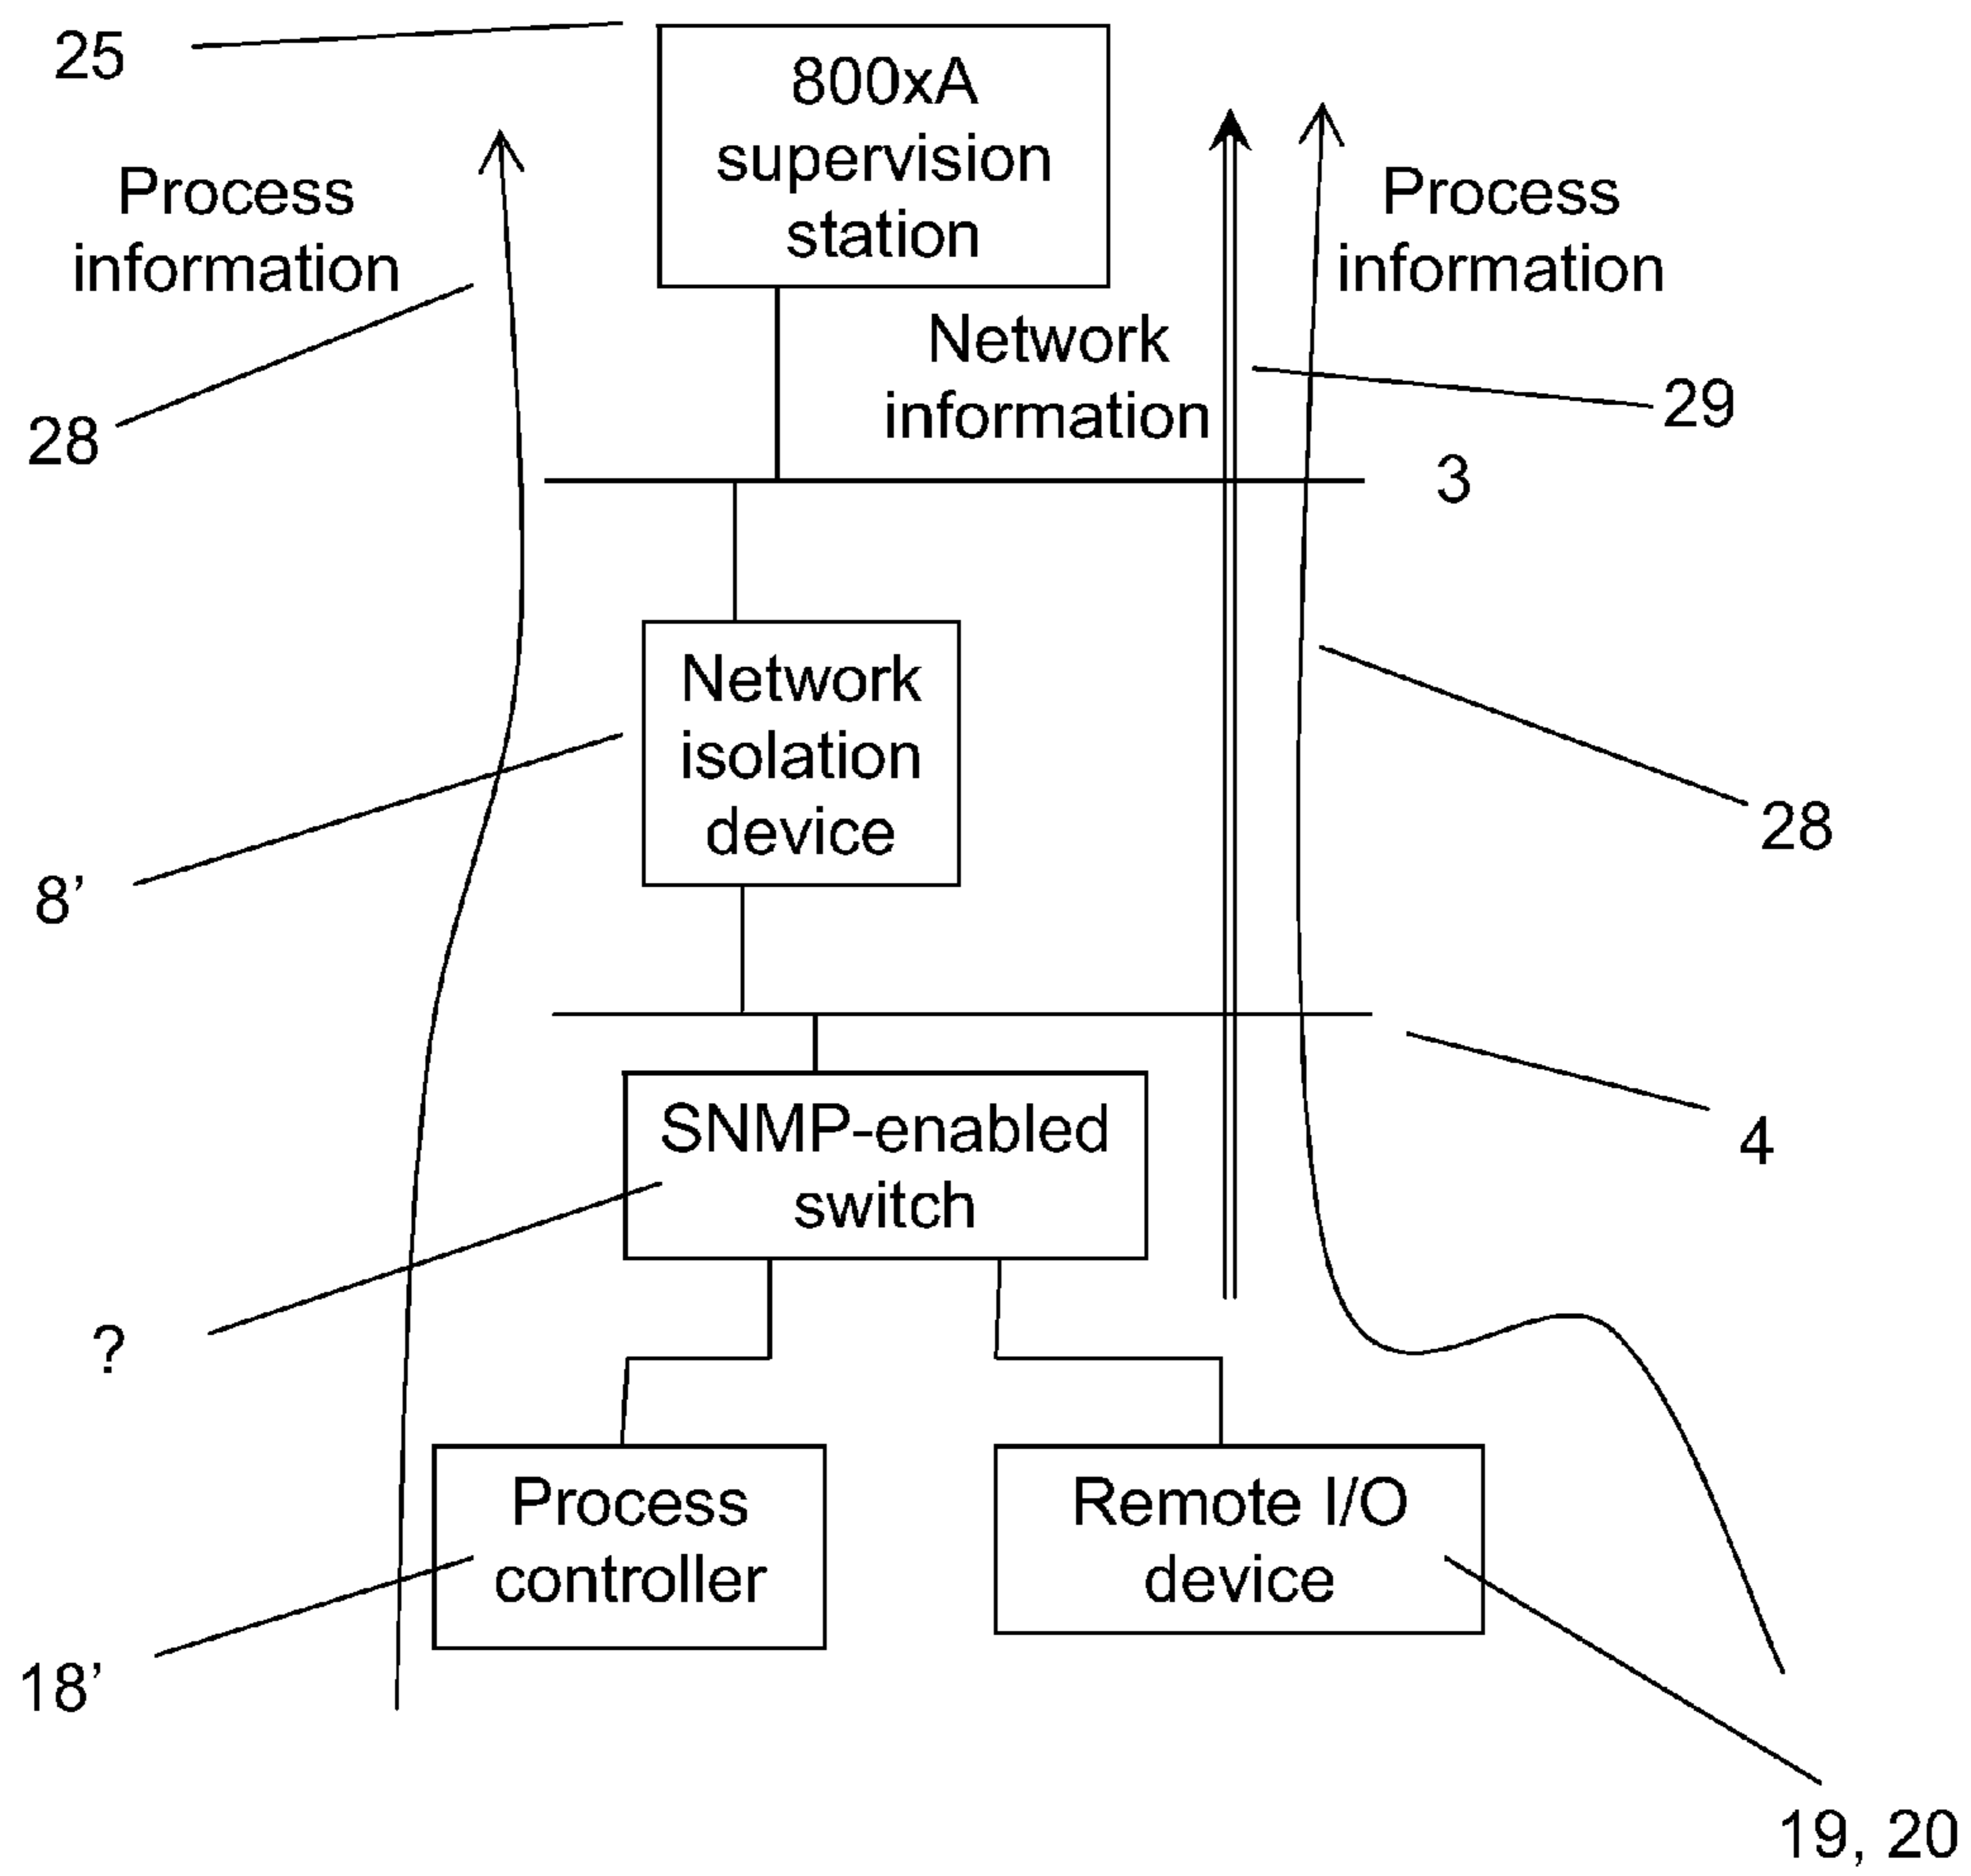 25
800xA
supervision
station
Process
information
Process
information
Network
information
28
29
3
Network
isolation
device
28
8’
SNMP-enabled
switch
4
?
Process
controller
Remote I/O
device
18’
19, 20